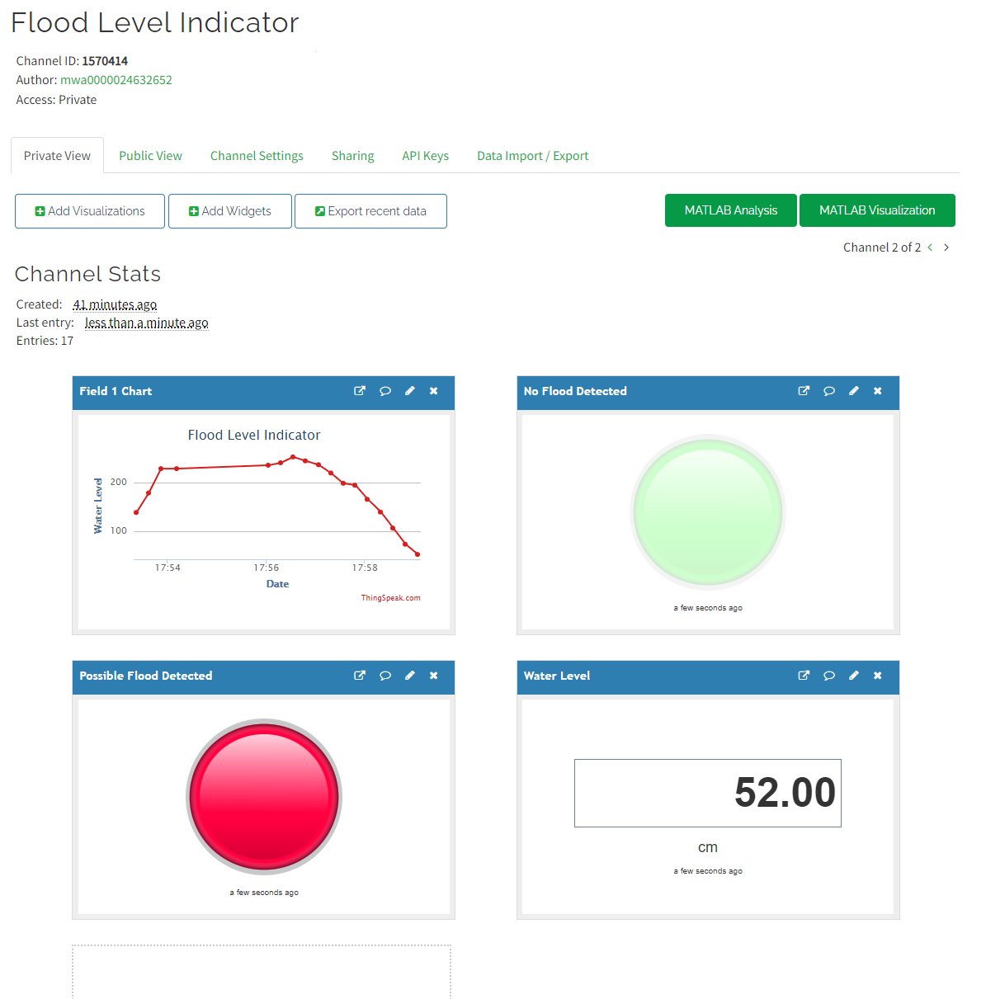 Flood Level Indicator
Channel ID: 1570414
Author: mwa0000024632652
Access: Private
Private View Public View Channel Settings Sharing API Keys Data Import / Export
Add Visualizations Add Widgets Export recent data MATLAB Analysis MATLAB Visualization
Channel 2 of 2
Channel Stats
Created: 41 minutes ago
Last entry: less than a minute ago
Entries: 17
Field 1 Chart
Flood Level Indicator
Water Level
200
100
17:54 17:56 17:58
Date
ThingSpeak.com
No Flood Detected
a few seconds ago
Possible Flood Detected
a few seconds ago
Water Level
52.00
cm
a few seconds ago